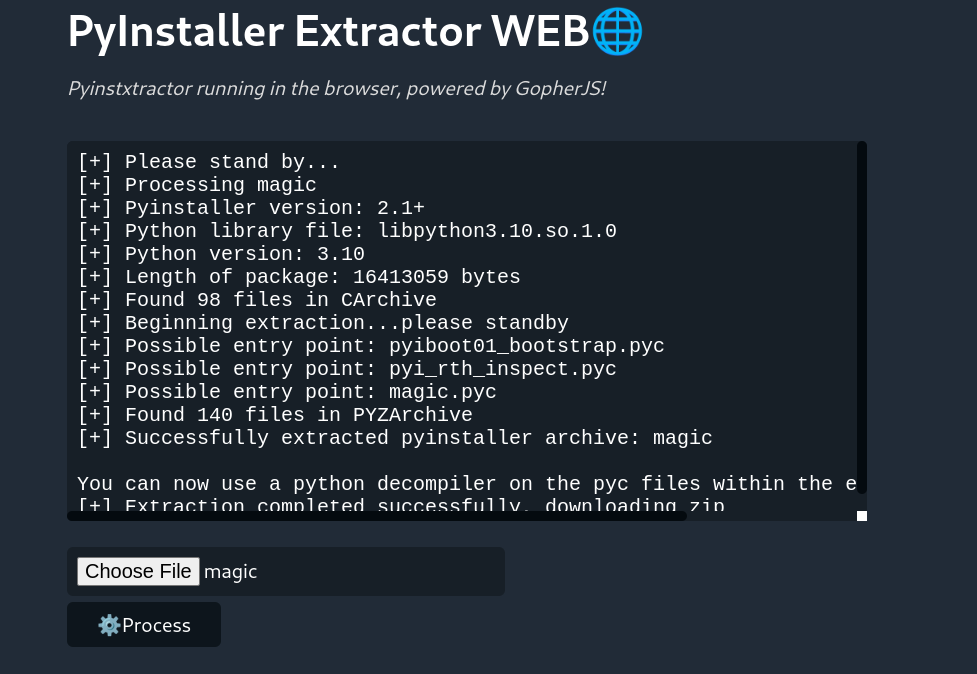 PyInstaller Extractor WEB🌐
Pyinstxtractor running in the browser, powered by GopherJS!
[+] Please stand by...
[+] Processing magic
[+] Pyinstaller version: 2.1+
[+] Python library file: libpython3.10.so.1.0
[+] Python version: 3.10
[+] Length of package: 16413059 bytes
[+] Found 98 files in CArchive
[+] Beginning extraction...please standby
[+] Possible entry point: pyiboot01_bootstrap.pyc
[+] Possible entry point: pyi_rth_inspect.pyc
[+] Possible entry point: magic.pyc
[+] Found 140 files in PYZArchive
[+] Successfully extracted pyinstaller archive: magic
You can now use a python decompiler on the pyc files within the e
[+] Extraction completed successfully, downloading zip
Choose File magic
⚙️Process